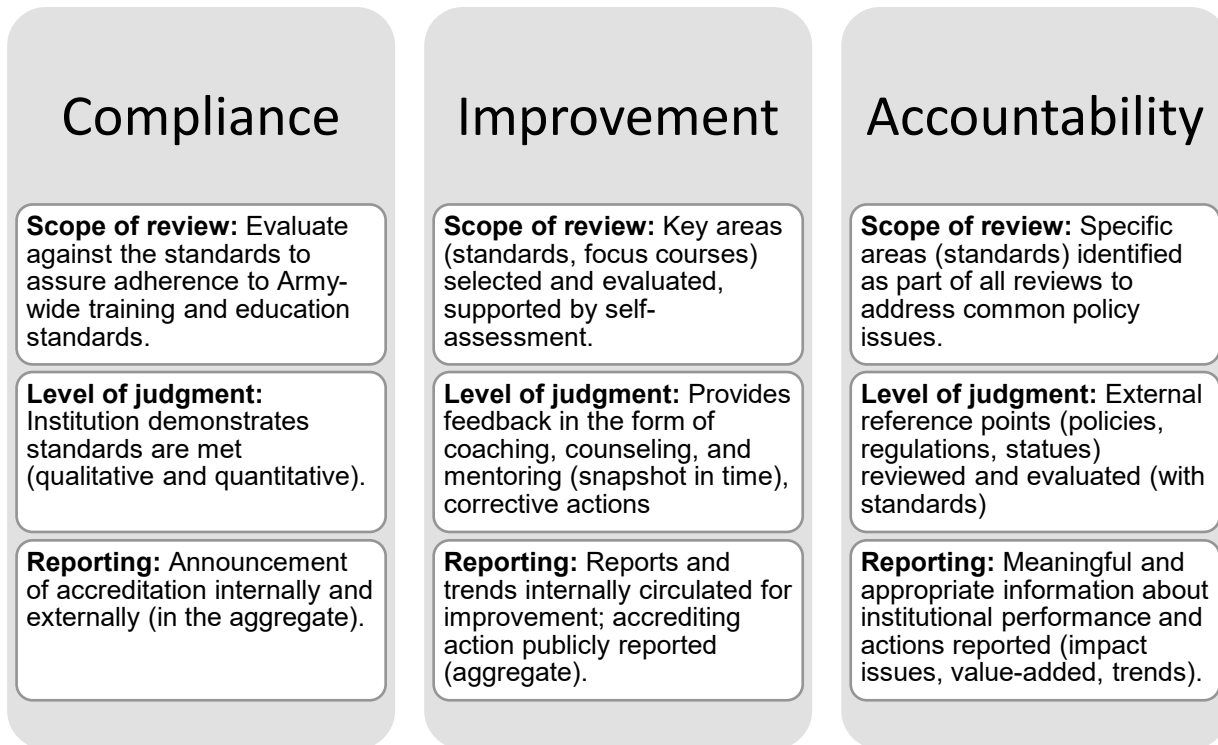 Compliance
Scope of review: Evaluate
against the standards to
assure adherence to Army-
wide training and education
standards.
Level of judgment:
Institution demonstrates
standards are met
(qualitative and quantitative).
Reporting: Announcement
of accreditation internally and
externally (in the aggregate).
Improvement
Scope of review: Key areas
(standards, focus courses)
selected and evaluated,
supported by self-
assessment.
Level of judgment: Provides
feedback in the form of
coaching, counseling, and
mentoring (snapshot in time),
corrective actions
Reporting: Reports and
trends internally circulated for
improvement; accrediting
action publicly reported
(aggregate).
Accountability
Scope of review: Specific
areas (standards) identified
as part of all reviews to
address common policy
issues.
Level of judgment: External
reference points (policies,
regulations, statues)
reviewed and evaluated (with
standards)
Reporting: Meaningful and
appropriate information about
institutional performance and
actions reported (impact
issues, value-added, trends).